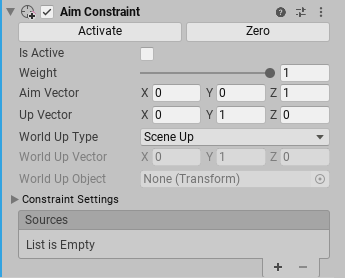 Aim Constraint
Activate Zero
Is Active
Weight 1
Aim Vector X 0 Y 0 Z 1
Up Vector X 0 Y 1 Z 0
World Up Type Scene Up
World Up Vector X 0 Y 1 Z 0
World Up Object None (Transform)
Constraint Settings
Sources
List is Empty
+ −